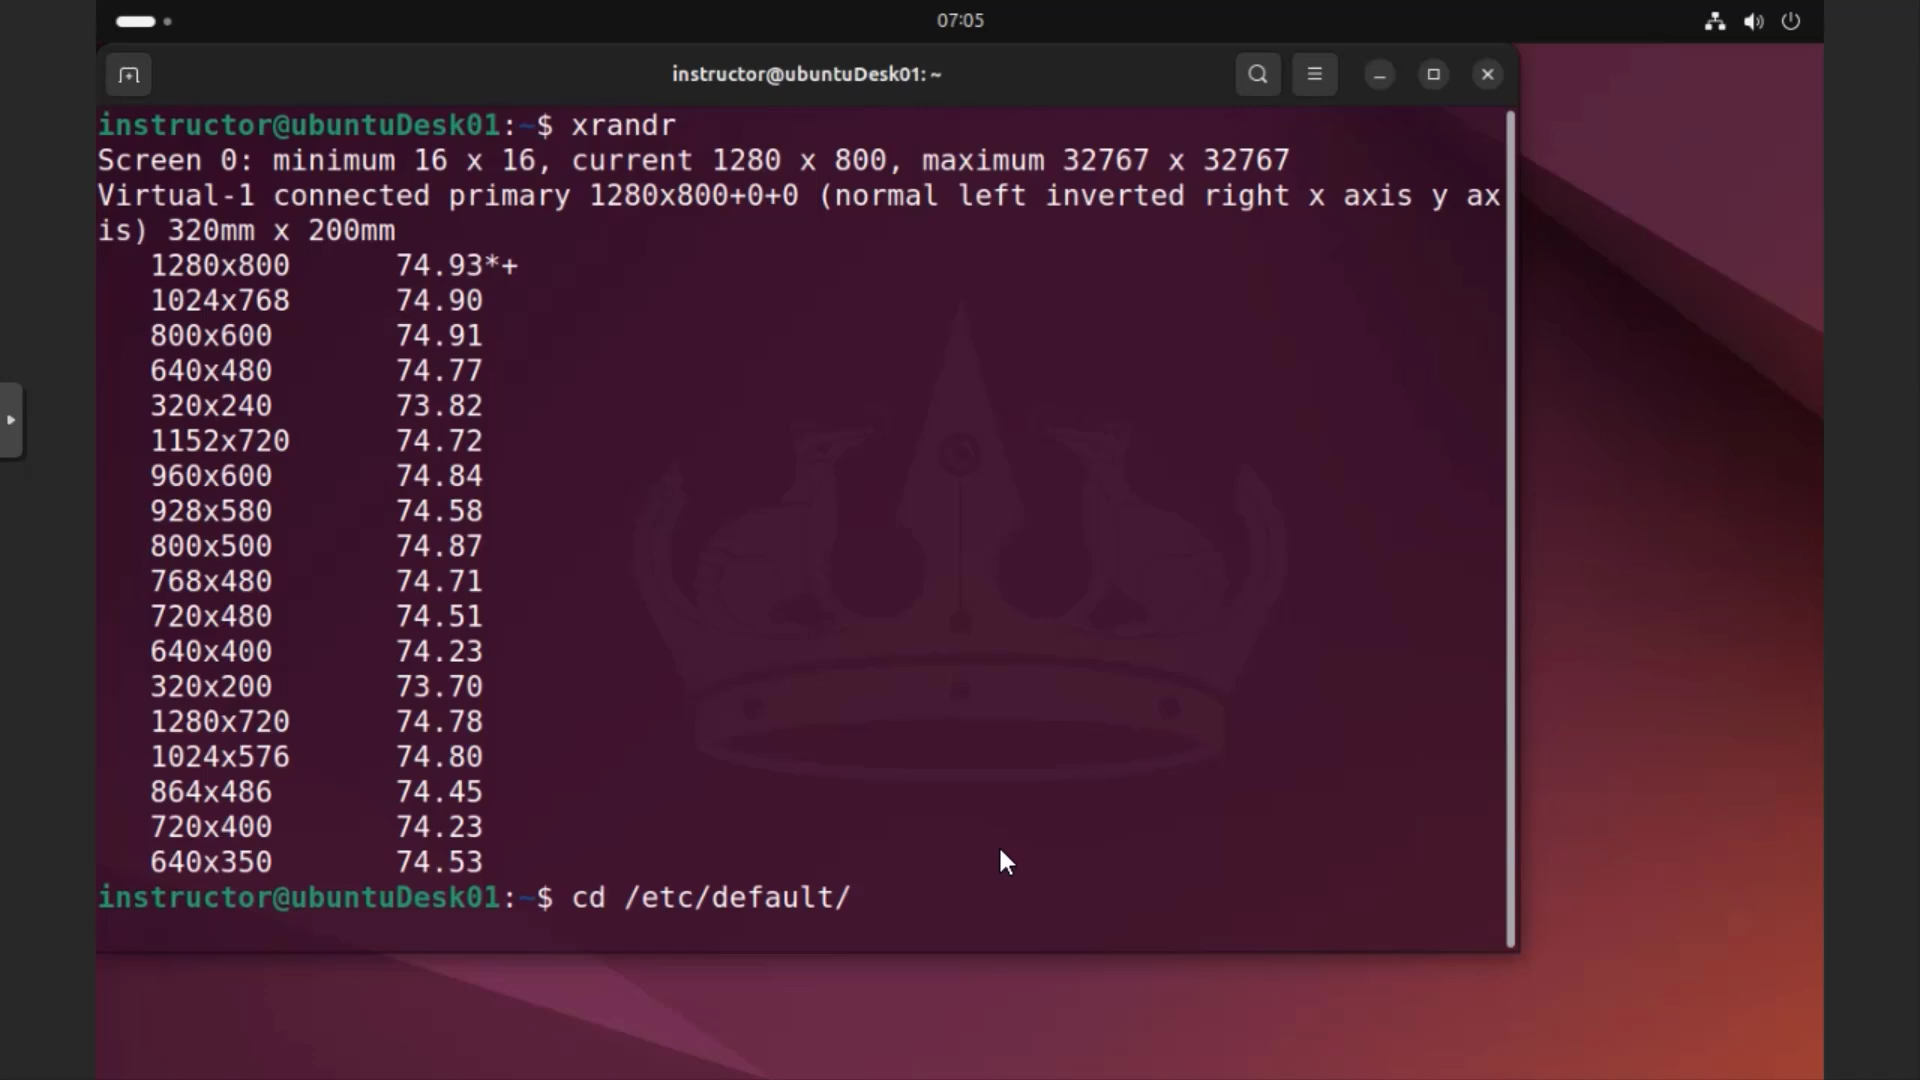 07:05
instructor@ubuntuDesk01: ~
instructor@ubuntuDesk01:~$ xrandr
Screen 0: minimum 16 x 16, current 1280 x 800, maximum 32767 x 32767
Virtual-1 connected primary 1280x800+0+0 (normal left inverted right x axis y ax
is) 320mm x 200mm
1280x800 74.93*+
1024x768 74.90
800x600 74.91
640x480 74.77
320x240 73.82
1152x720 74.72
960x600 74.84
928x580 74.58
800x500 74.87
768x480 74.71
720x480 74.51
640x400 74.23
320x200 73.70
1280x720 74.78
1024x576 74.80
864x486 74.45
720x400 74.23
640x350 74.53
instructor@ubuntuDesk01:~$ cd /etc/default/